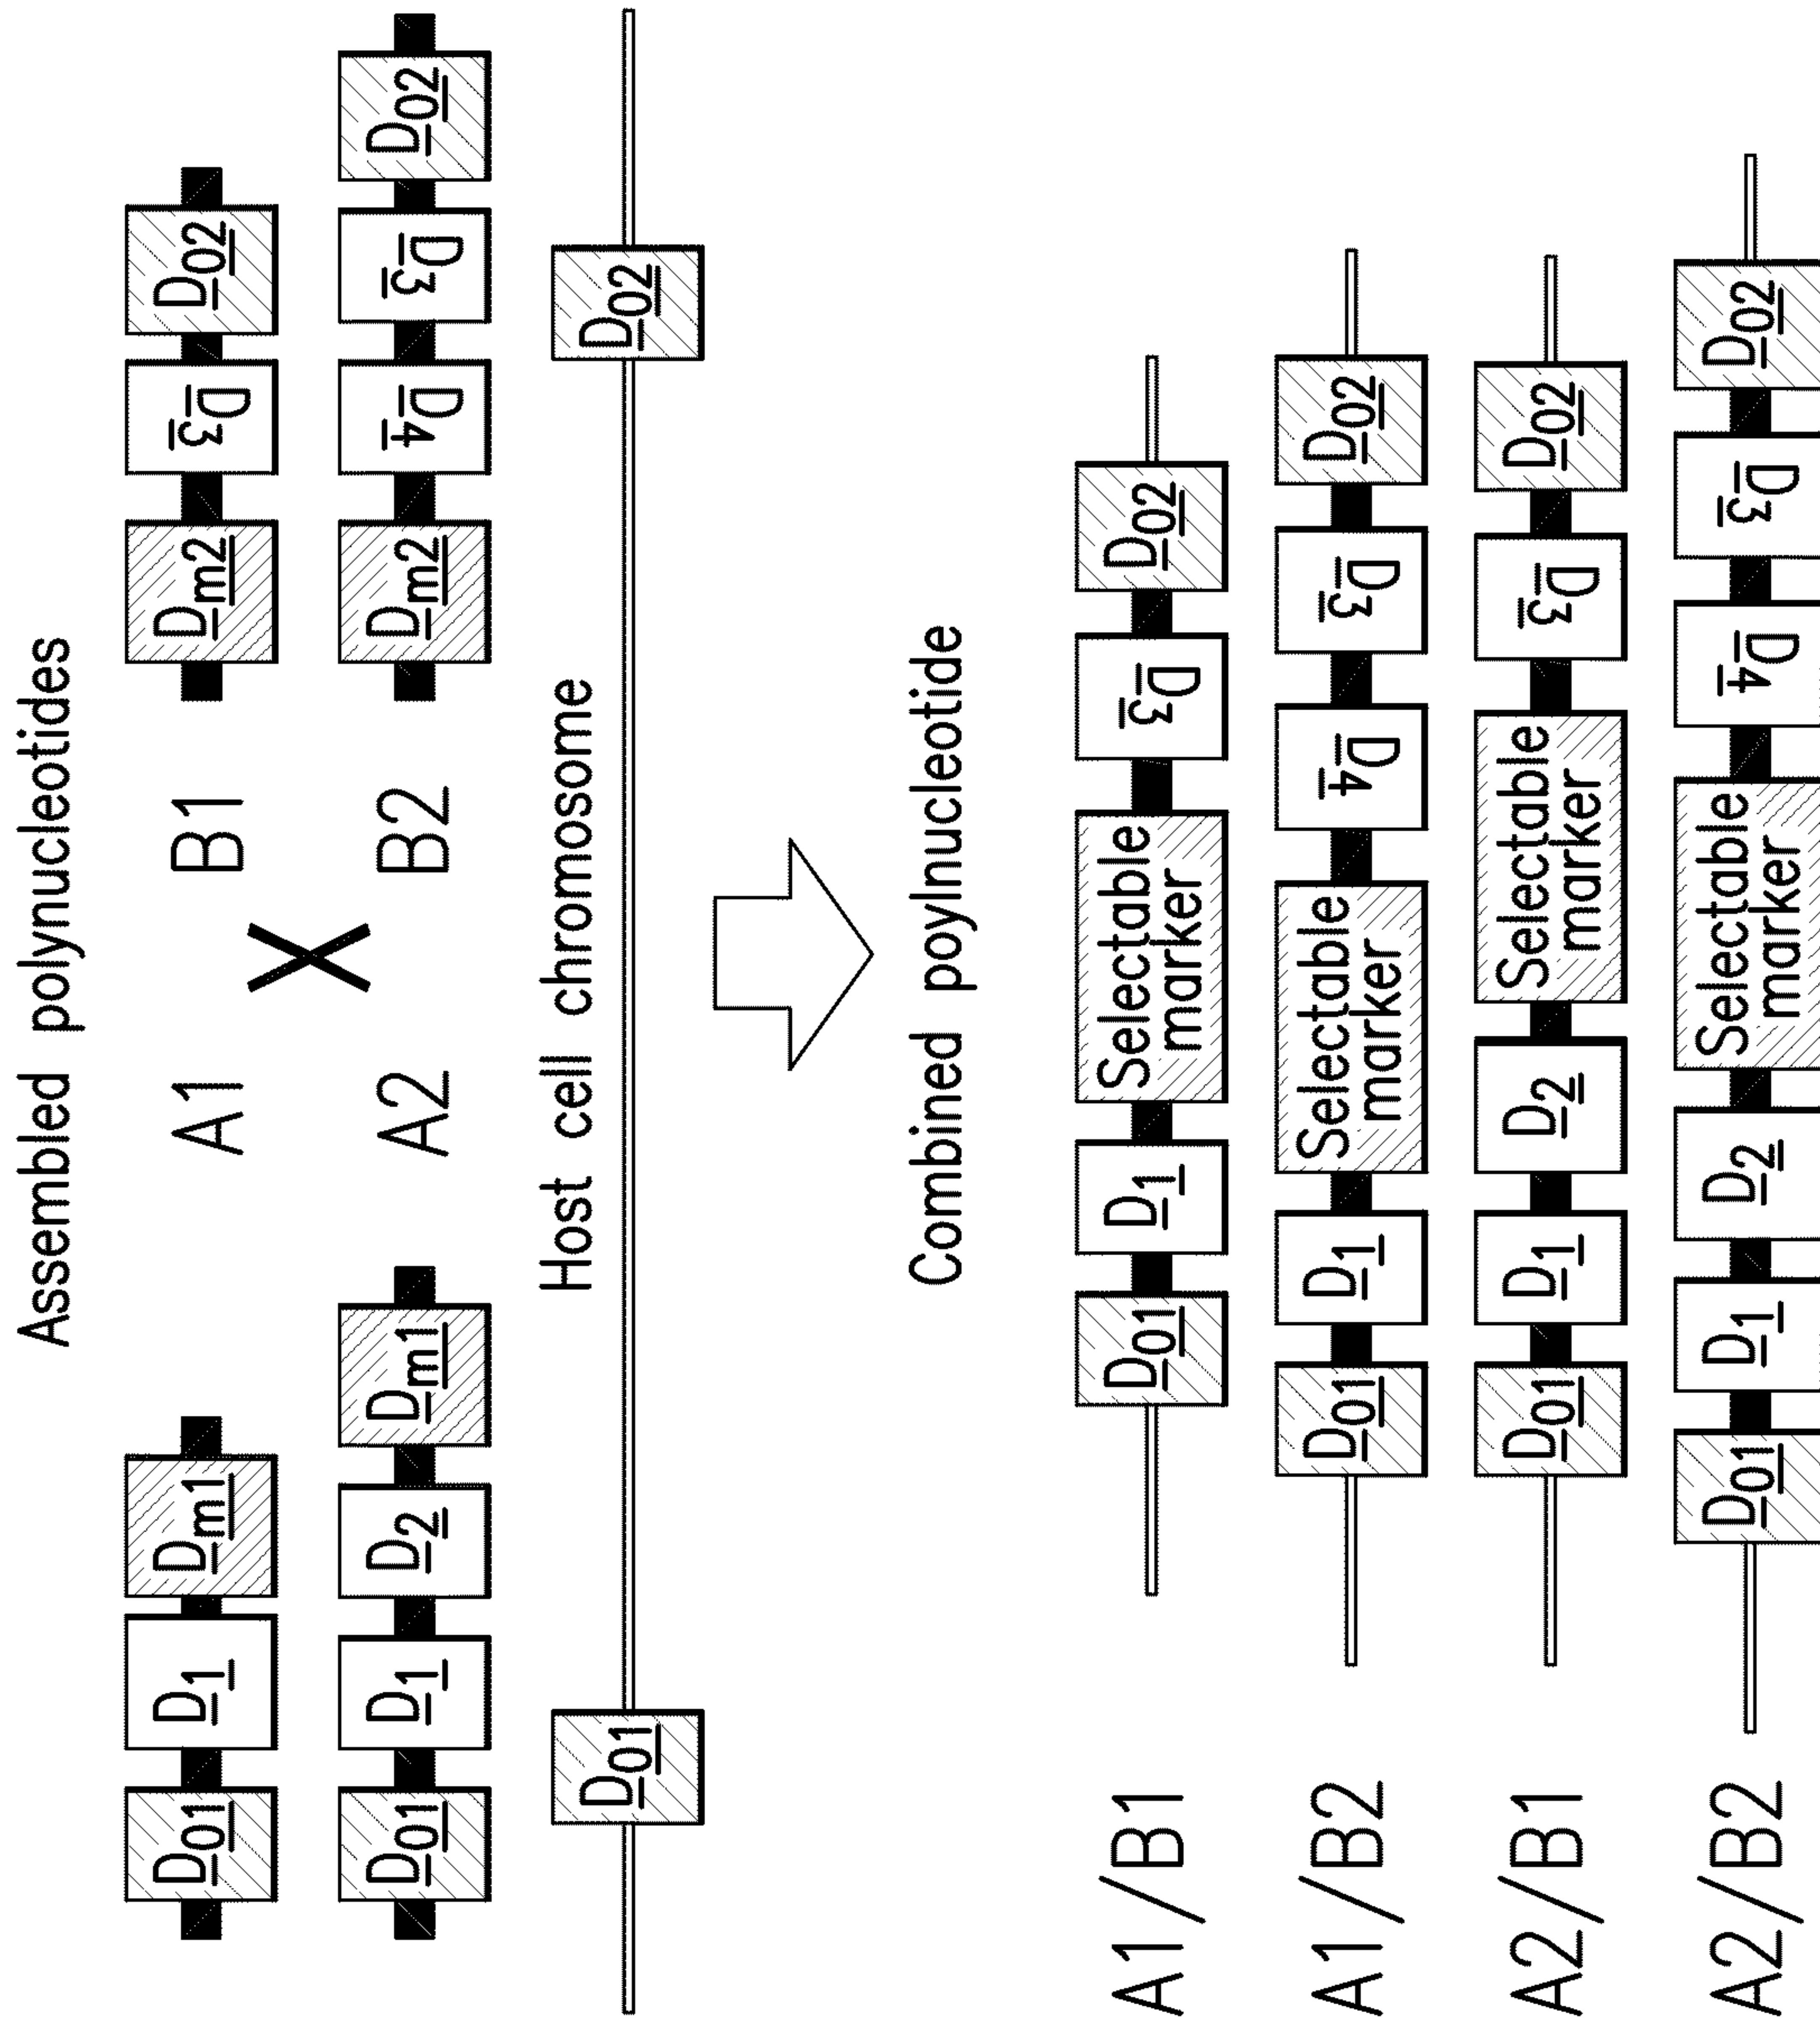 Assembled polynucleotides
D01 D1 Dm1 A1 B1 Dm2 D3 D02
X
D01 D1 D2 Dm1 A2 B2 Dm2 D4 D3 D02
Host cell chromosome
D01 D02
Combined poylnucleotide
A1/B1 D01 D1 Selectable marker D3 D02
A1/B2 D01 D1 Selectable marker D4 D3 D02
A2/B1 D01 D1 D2 Selectable marker D3 D02
A2/B2 D01 D1 D2 Selectable marker D4 D3 D02